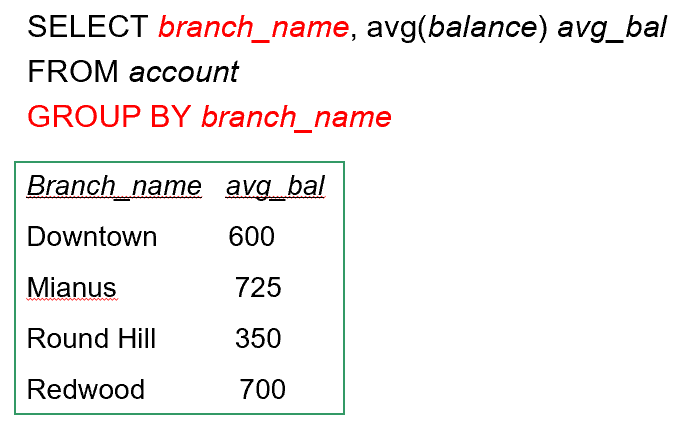 SELECT branch_name, avg(balance) avg_bal
FROM account
GROUP BY branch_name
Branch_name avg_bal
Downtown 600
Mianus 725
Round Hill 350
Redwood 700